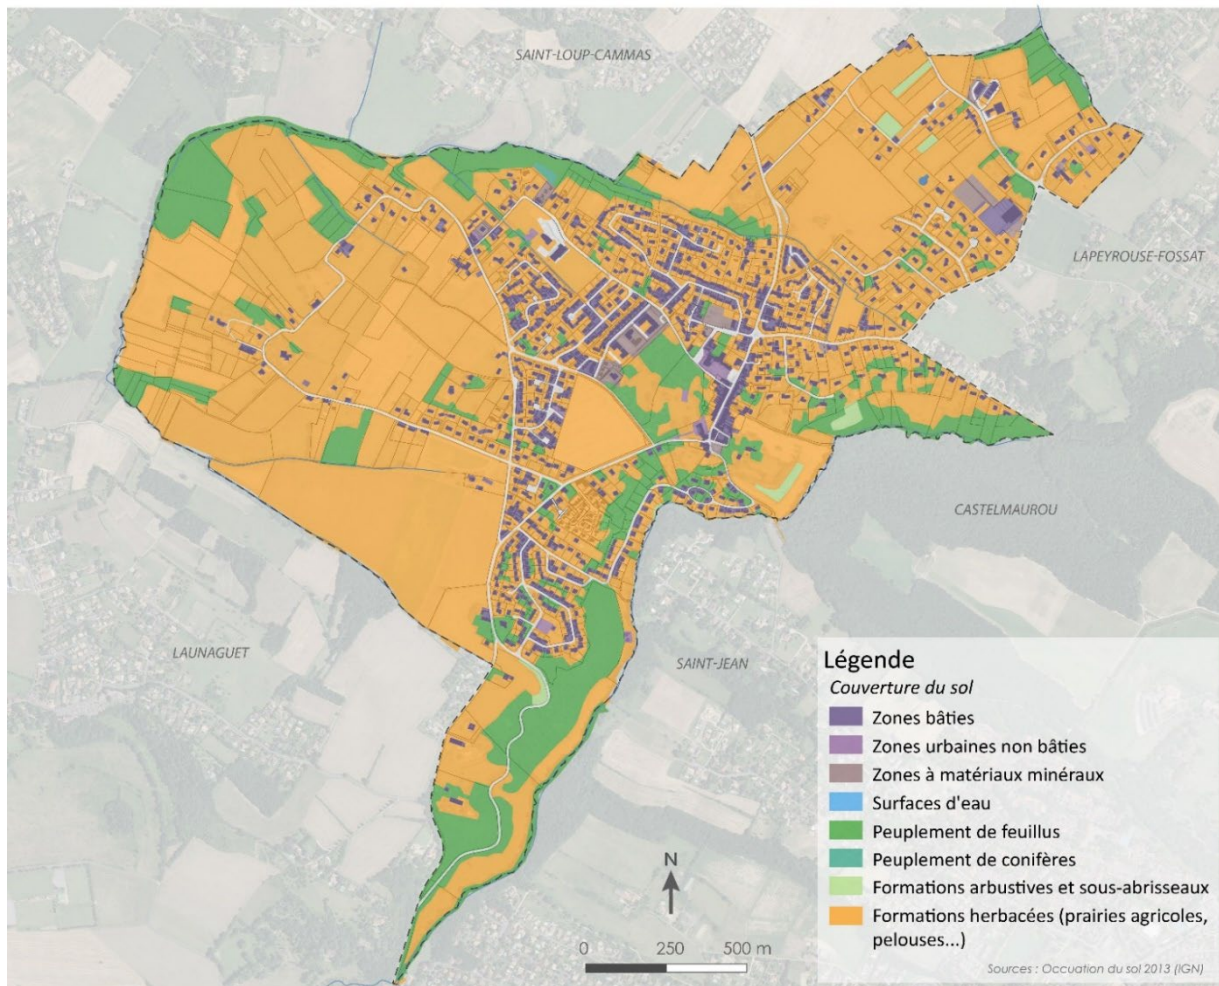 SAINT-LOUP-CAMMAS
LAPEYROUSE-FOSSAT
CASTELMAUROU
LAUNAGUET
SAINT-JEAN
N
0 250 500 m
Légende
Couverture du sol
Zones bâties
Zones urbaines non bâties
Zones à matériaux minéraux
Surfaces d'eau
Peuplement de feuillus
Peuplement de conifères
Formations arbustives et sous-abrisseaux
Formations herbacées (prairies agricoles,
pelouses...)
Sources : Occuation du sol 2013 (IGN)